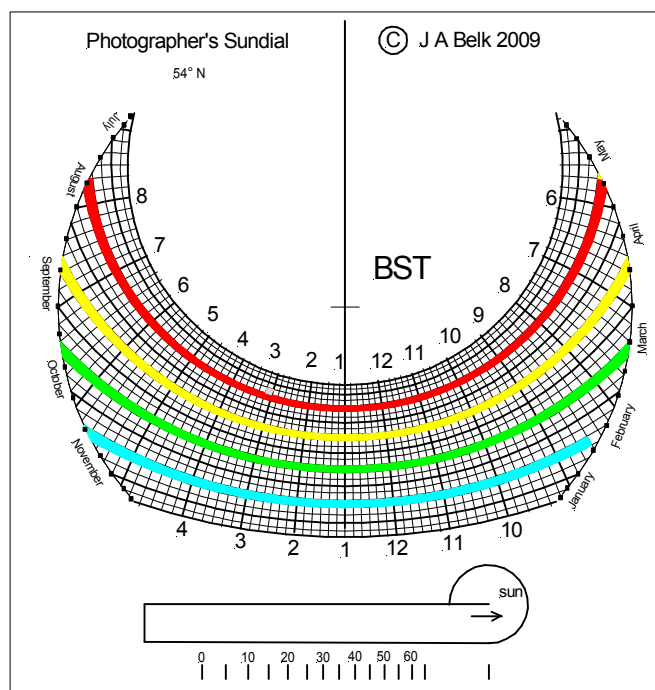 Photographer's Sundial
© J A Belk 2009
54° N
July
May
August
8
6
April
September
7
7
BST
6
8
5
9
4
10
3
11
2
12
1
March
October
February
November
January
4
10
3
11
2
12
1
sun
0 10 20 30 40 50 60